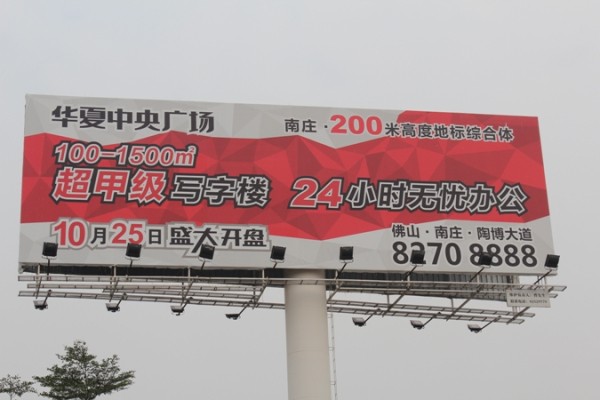 华夏中央广场
南庄·200米高度地标综合体
100-1500㎡
超甲级写字楼 24小时无忧办公
10月25日盛大开盘
佛山·南庄·陶博大道
8270 8888